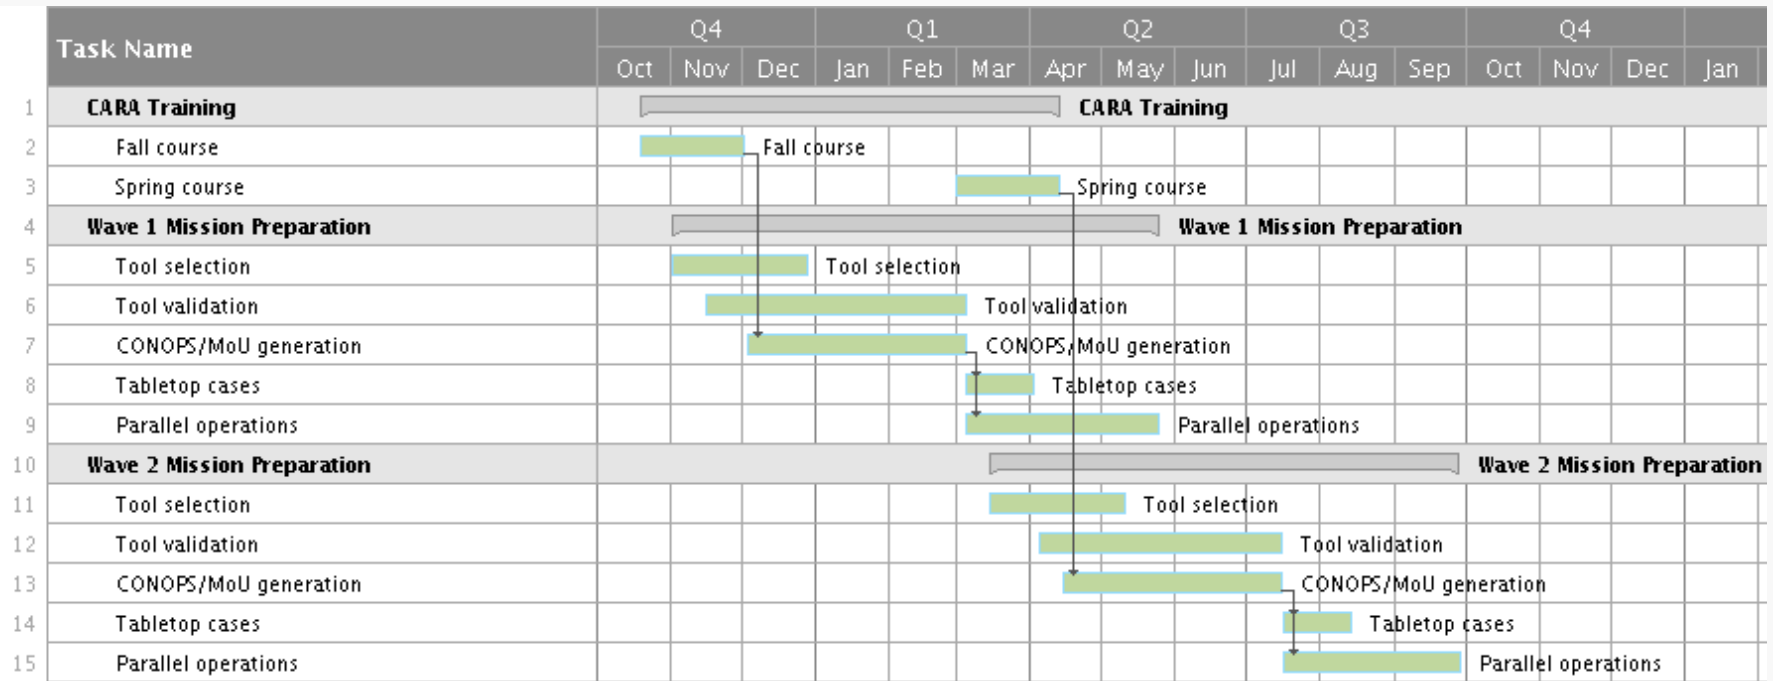 Task Name
Q4 Q1 Q2 Q3 Q4
Oct Nov Dec Jan Feb Mar Apr May Jun Jul Aug Sep Oct Nov Dec Jan
1 CARA Training CARA Training
2 Fall course Fall course
3 Spring course Spring course
4 Wave 1 Mission Preparation Wave 1 Mission Preparation
5 Tool selection Tool selection
6 Tool validation Tool validation
7 CONOPS/MoU generation CONOPS/MoU generation
8 Tabletop cases Tabletop cases
9 Parallel operations Parallel operations
10 Wave 2 Mission Preparation Wave 2 Mission Preparation
11 Tool selection Tool selection
12 Tool validation Tool validation
13 CONOPS/MoU generation CONOPS/MoU generation
14 Tabletop cases Tabletop cases
15 Parallel operations Parallel operations